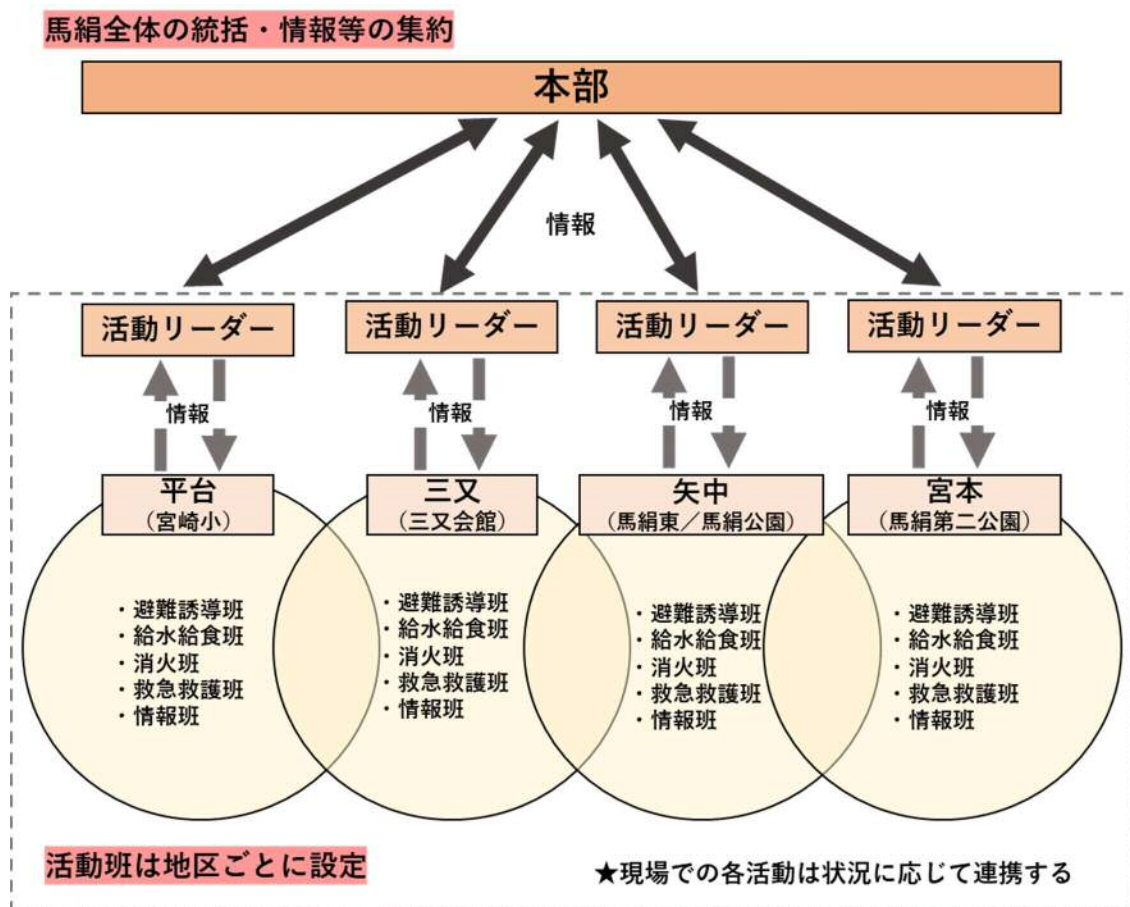 馬絹全体の統括・情報等の集約
本部
情報
活動リーダー
活動リーダー
活動リーダー
活動リーダー
情報
情報
情報
情報
平台
（宮崎小）
三又
（三又会館）
矢中
（馬絹東／馬絹公園）
宮本
（馬絹第二公園）
・避難誘導班
・給水給食班
・消火班
・救急救護班
・情報班
・避難誘導班
・給水給食班
・消火班
・救急救護班
・情報班
・避難誘導班
・給水給食班
・消火班
・救急救護班
・情報班
・避難誘導班
・給水給食班
・消火班
・救急救護班
・情報班
活動班は地区ごとに設定
★現場での各活動は状況に応じて連携する